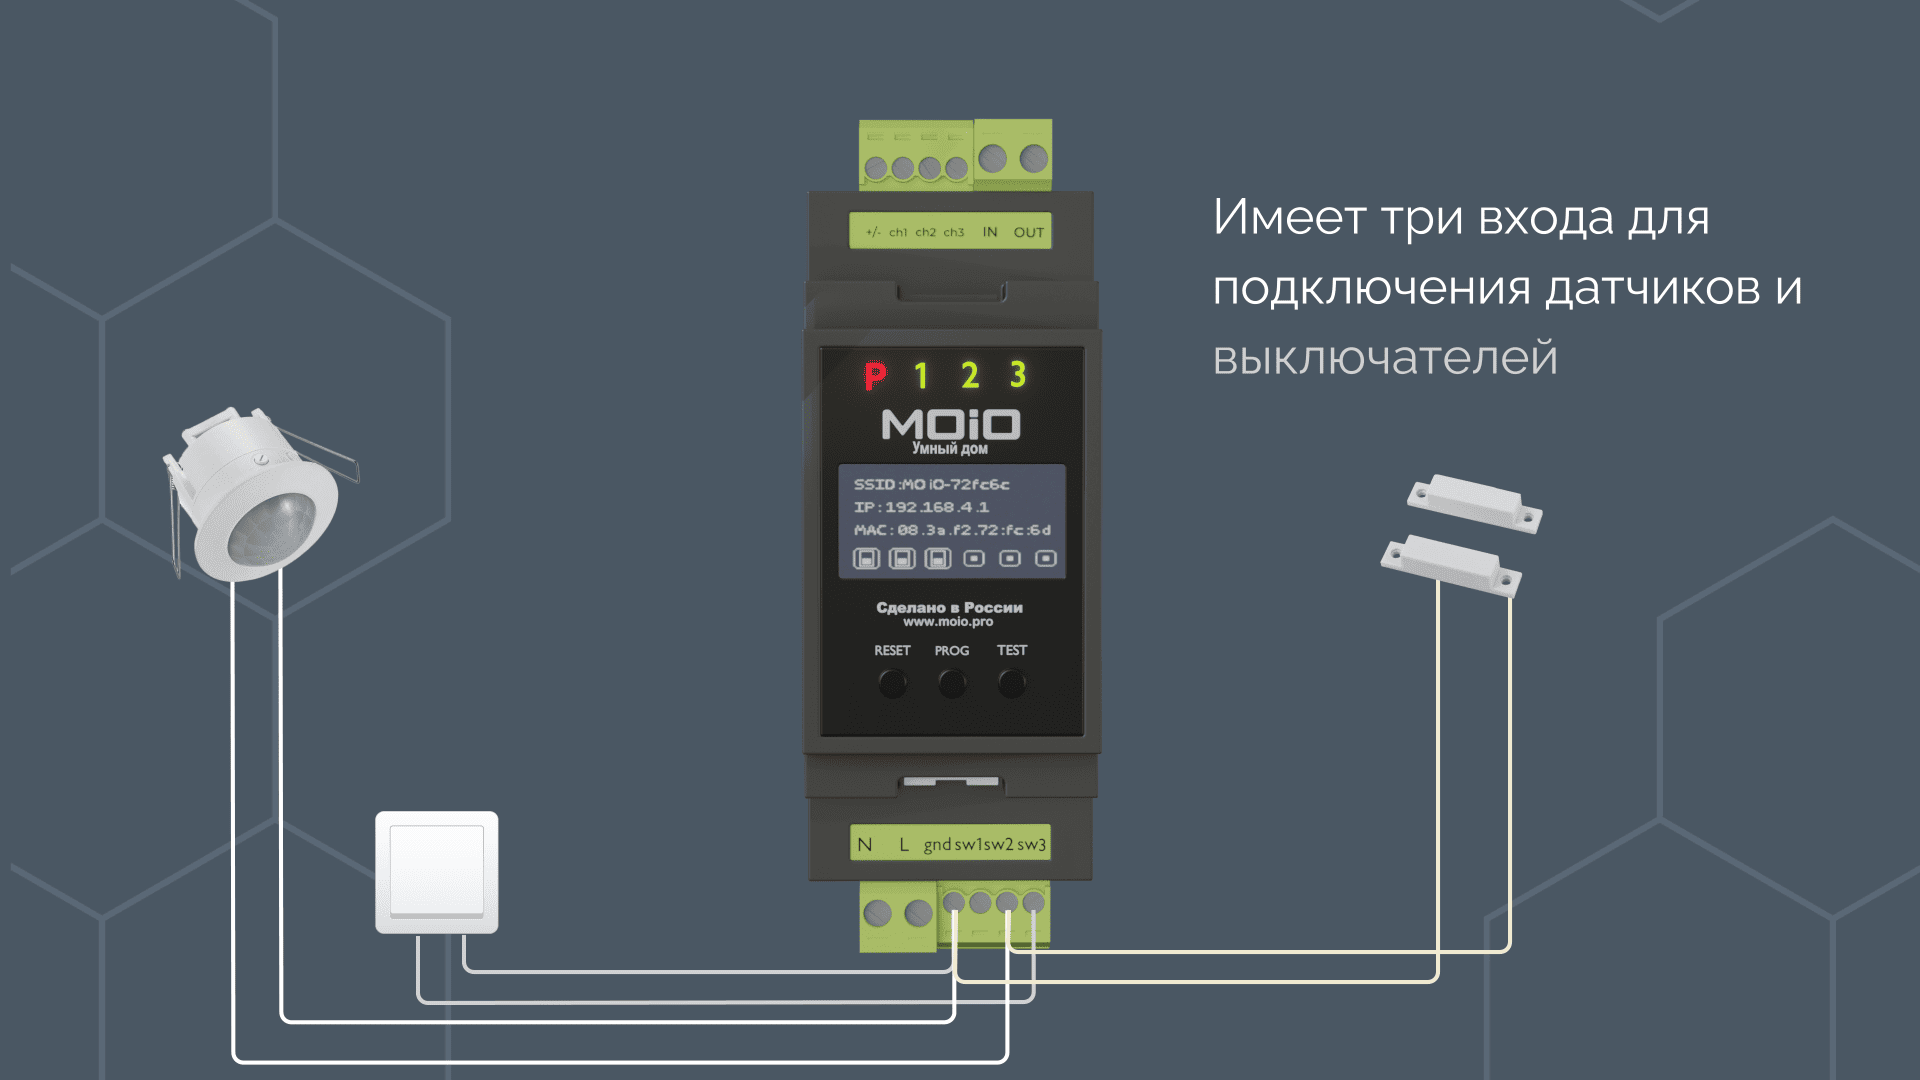 +/- ch1 ch2 ch3 IN OUT
Имеет три входа для
подключения датчиков и
выключателей
P 1 2 3
MOiO
Умный дом
SSID:MOiO-72fc6c
IP:192.168.4.1
MAC:08.3a.f2.72:fc:6d
Сделано в России
www.moio.pro
RESET PROG TEST
N L gnd sw1 sw2 sw3